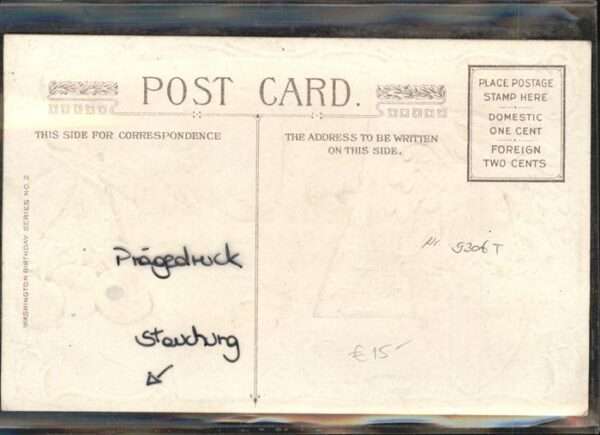 POST CARD.
THIS SIDE FOR CORRESPONDENCE
THE ADDRESS TO BE WRITTEN
ON THIS SIDE.
PLACE POSTAGE
STAMP HERE
DOMESTIC
ONE CENT
FOREIGN
TWO CENTS
WASHINGTON BIRTHDAY SERIES NO. 2
Prägedruck
Stauchung
9306 T
€ 15-